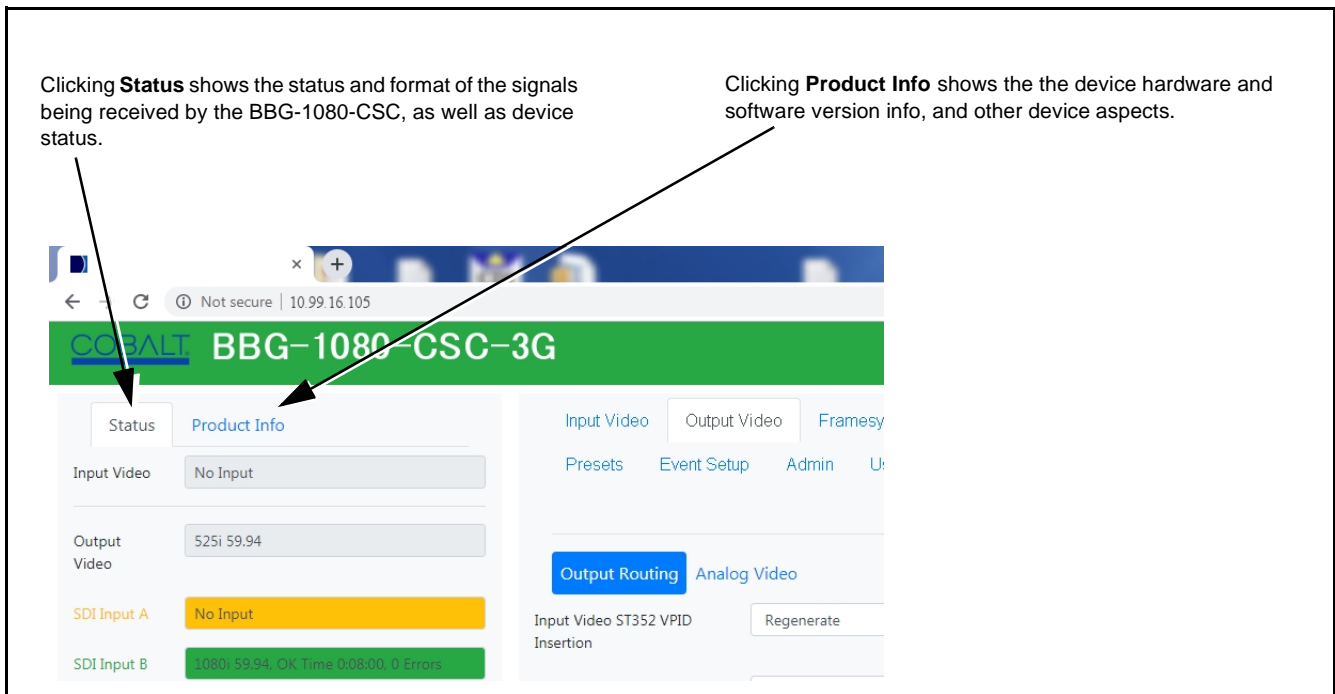 Clicking Status shows the status and format of the signals
being received by the BBG-1080-CSC, as well as device
status.
Clicking Product Info shows the the device hardware and
software version info, and other device aspects.
Not secure | 10.99.16.105
COBALT BBG-1080-CSC-3G
Status Product Info
Input Video No Input
Output
Video
525i 59.94
SDI Input A No Input
SDI Input B 1080i 59.94, OK Time 0:08:00, 0 Errors
Input Video Output Video Framesy
Presets Event Setup Admin
Output Routing Analog Video
Input Video ST352 VPID
Insertion
Regenerate